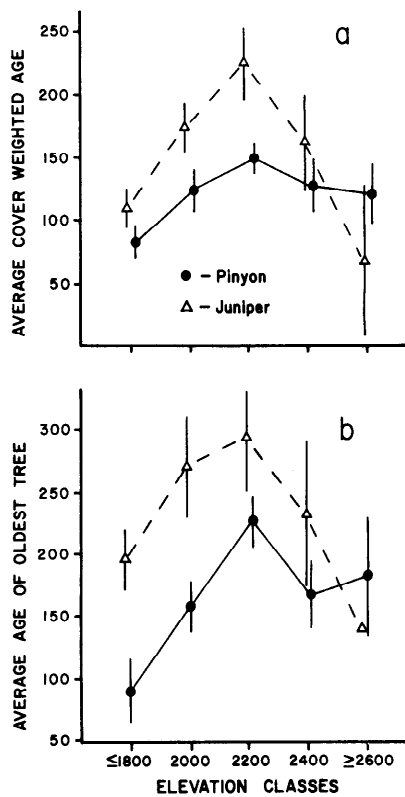 a
AVERAGE COVER WEIGHTED AGE
250
200
150
100
50
● – Pinyon
△ – Juniper
b
AVERAGE AGE OF OLDEST TREE
300
250
200
150
100
50
≤1800 2000 2200 2400 ≥2600
ELEVATION CLASSES